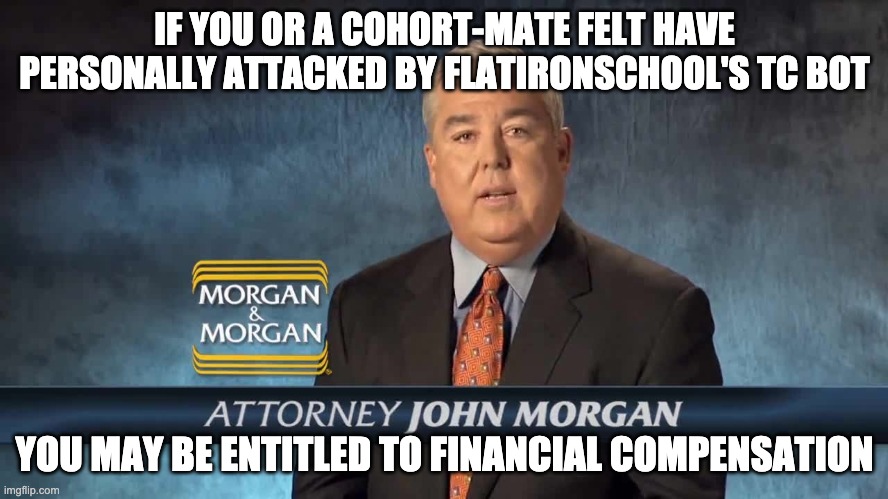 IF YOU OR A COHORT-MATE FELT HAVE
PERSONALLY ATTACKED BY FLATIRONSCHOOL'S TC BOT
MORGAN
&
MORGAN
ATTORNEY JOHN MORGAN
YOU MAY BE ENTITLED TO FINANCIAL COMPENSATION
imgflip.com